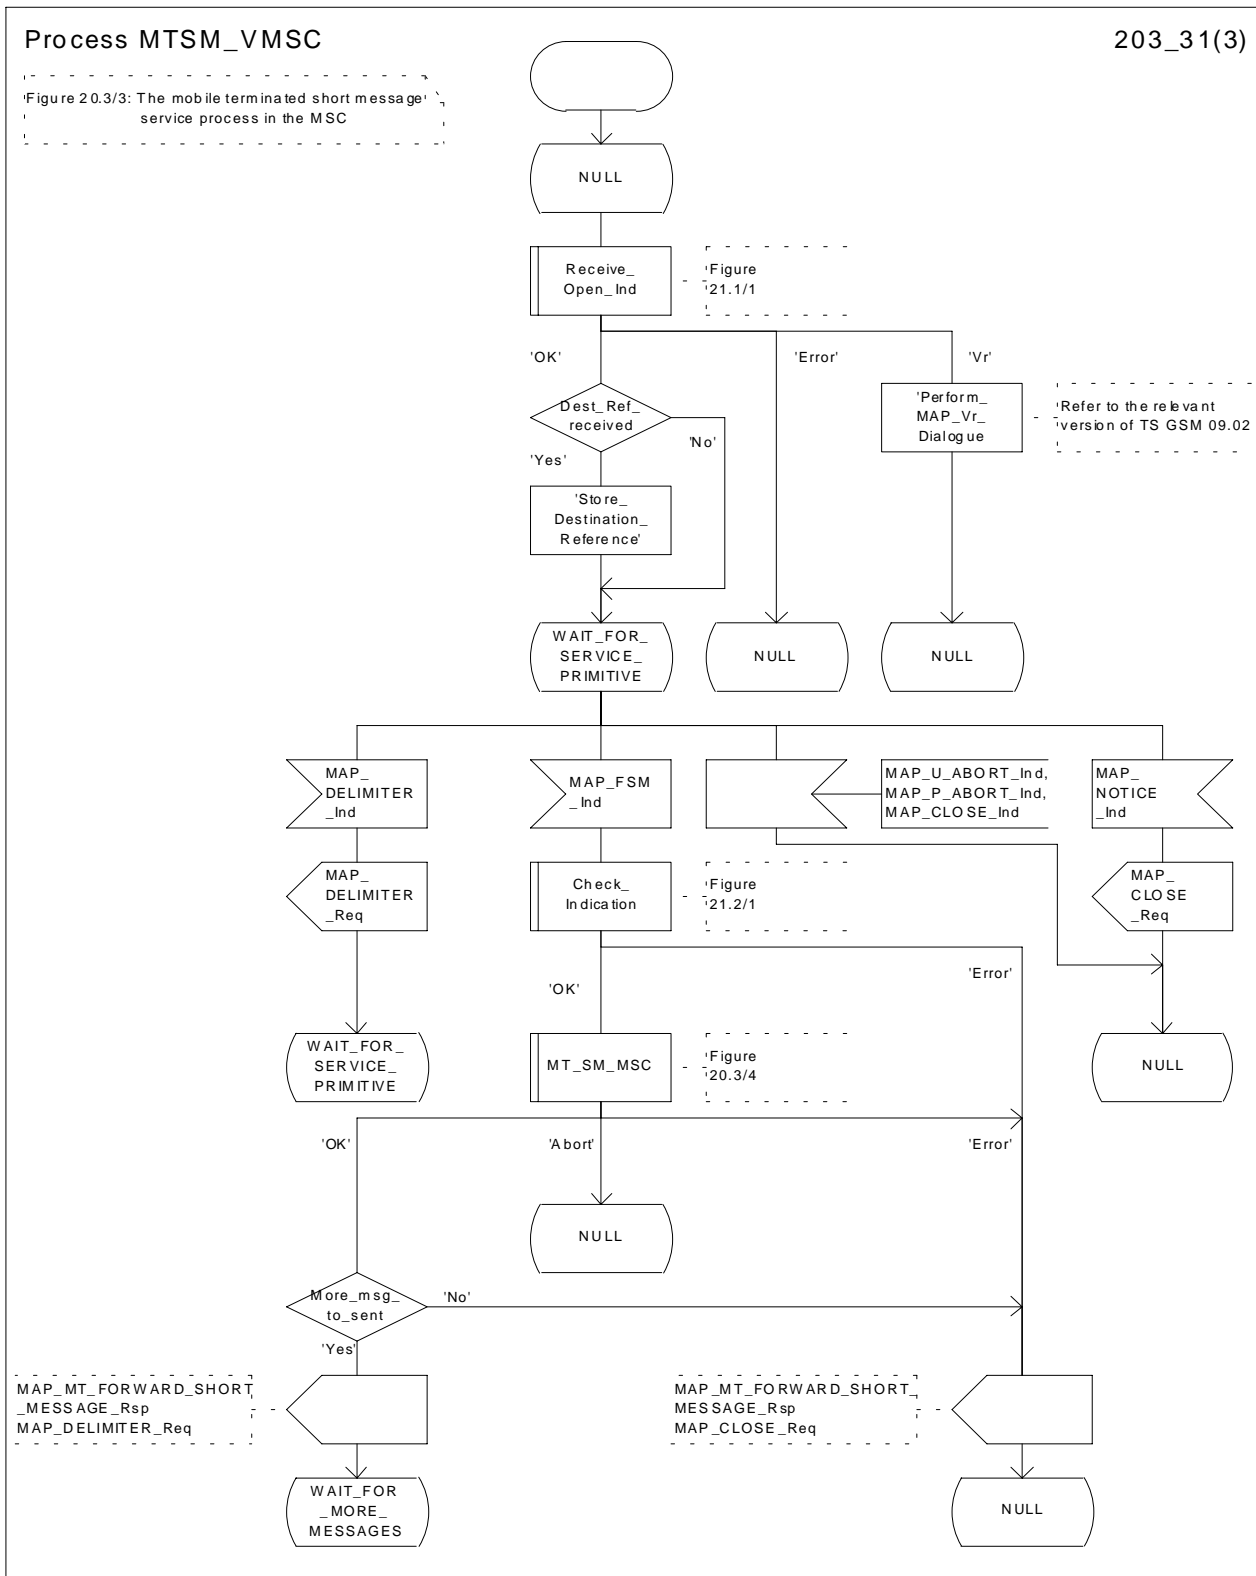 Process MTSM_VMSC
203_31(3)
Figure 20.3/3: The mobile terminated short message
service process in the MSC
NULL
Receive_
Open_Ind
Figure
21.1/1
'OK'
'Error'
'Vr'
Dest_Ref_
received
'No'
'Yes'
'Perform_
MAP_Vr_
Dialogue
Refer to the relevant
version of TS GSM 09.02
'Store_
Destination_
Reference'
WAIT_FOR_
SERVICE_
PRIMITIVE
NULL
NULL
MAP_
DELIMITER
_Ind
MAP_FSM
_Ind
MAP_U_ABORT_Ind,
MAP_P_ABORT_Ind,
MAP_CLOSE_Ind
MAP_
NOTICE
_Ind
MAP_
DELIMITER
_Req
Check_
Indication
Figure
21.2/1
MAP_
CLOSE
_Req
'OK'
'Error'
WAIT_FOR_
SERVICE_
PRIMITIVE
MT_SM_MSC
Figure
20.3/4
NULL
'OK'
'Abort'
'Error'
NULL
More_msg_
to_sent
'No'
'Yes'
MAP_MT_FORWARD_SHORT
_MESSAGE_Rsp
MAP_DELIMITER_Req
MAP_MT_FORWARD_SHORT_
MESSAGE_Rsp
MAP_CLOSE_Req
WAIT_FOR
_MORE_
MESSAGES
NULL